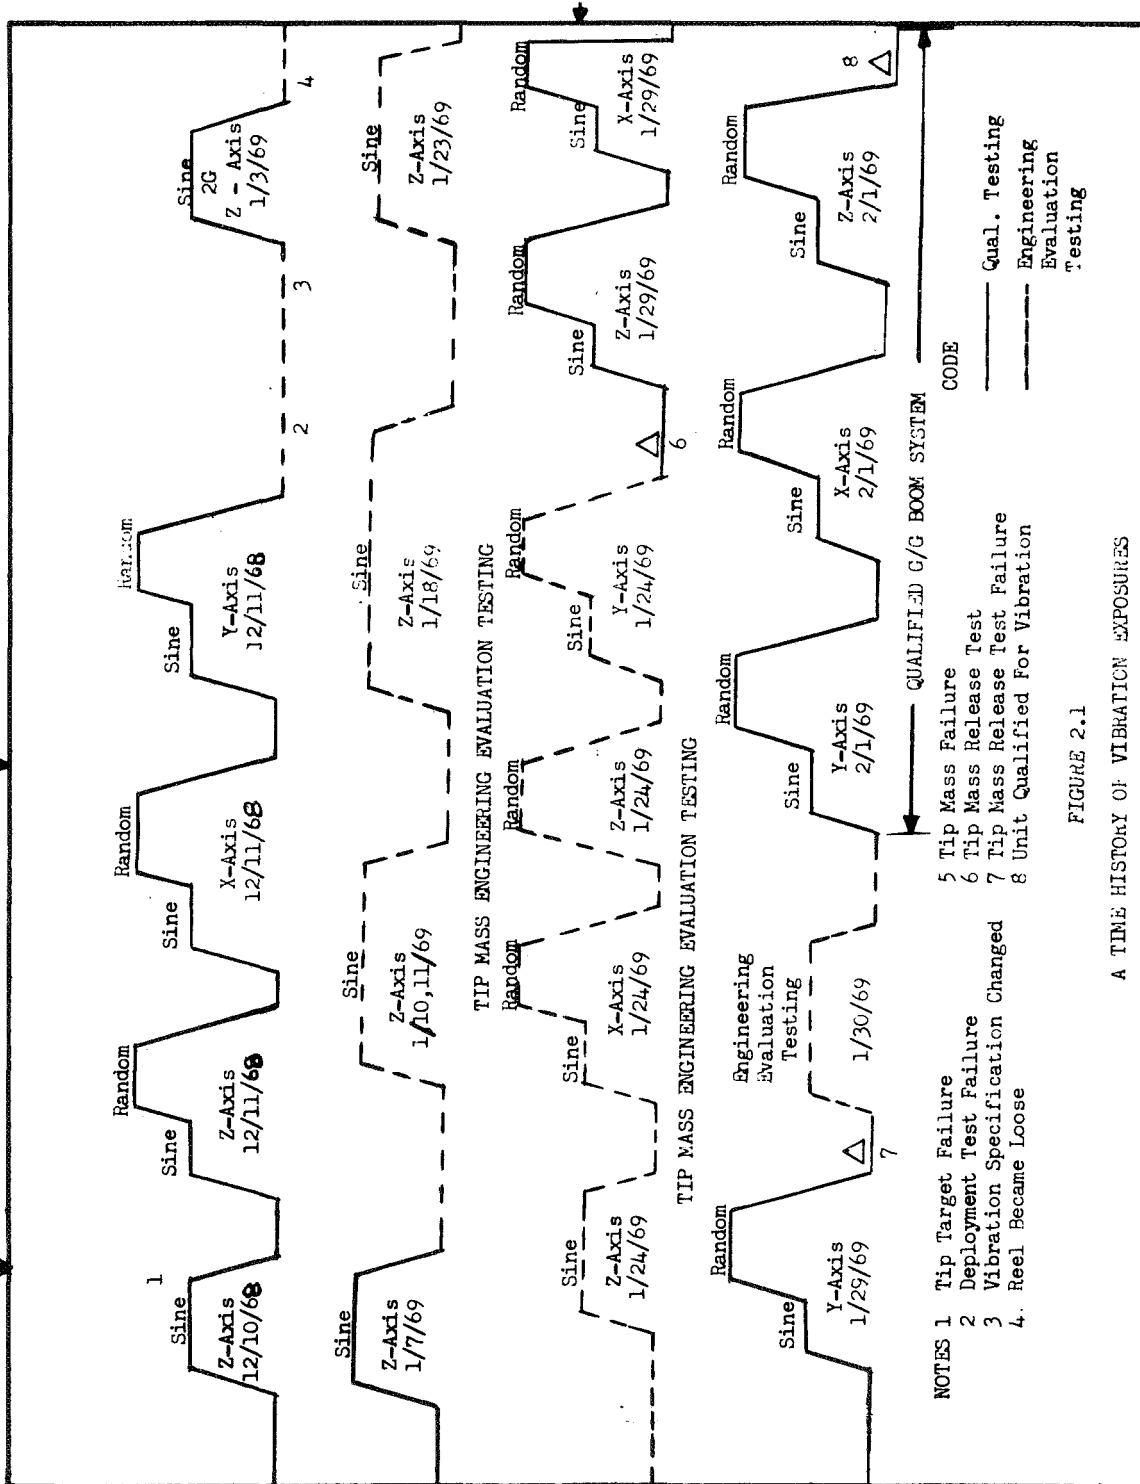 Sine
1
Z-Axis
12/10/68
Sine
Random
Z-Axis
12/11/68
Sine
Random
X-Axis
12/11/68
Sine
Random
Y-Axis
12/11/68
2
3
Sine
2G
Z - Axis
1/3/69
4
Sine
Z-Axis
1/7/69
Sine
Z-Axis
1/10,11/69
Sine
Z-Axis
1/18/69
Sine
Z-Axis
1/23/69
TIP MASS ENGINEERING EVALUATION TESTING
Sine
Z-Axis
1/24/69
Sine
Random
X-Axis
1/24/69
Random
Z-Axis
1/24/69
Sine
Random
Y-Axis
1/24/69
6
Sine
Random
Z-Axis
1/29/69
Sine
Random
X-Axis
1/29/69
TIP MASS ENGINEERING EVALUATION TESTING
Sine
Random
Y-Axis
1/29/69
7
Engineering
Evaluation
Testing
1/30/69
Sine
Random
Y-Axis
2/1/69
Sine
Random
X-Axis
2/1/69
Sine
Random
Z-Axis
2/1/69
8
QUALIFIED C/G BOOM SYSTEM
NOTES 1 Tip Target Failure
2 Deployment Test Failure
3 Vibration Specification Changed
4. Reel Became Loose
5 Tip Mass Failure
6 Tip Mass Release Test
7 Tip Mass Release Test Failure
8 Unit Qualified For Vibration
CODE
Qual. Testing
Engineering
Evaluation
Testing
FIGURE 2.1
A TIME HISTORY OF VIBRATION EXPOSURES